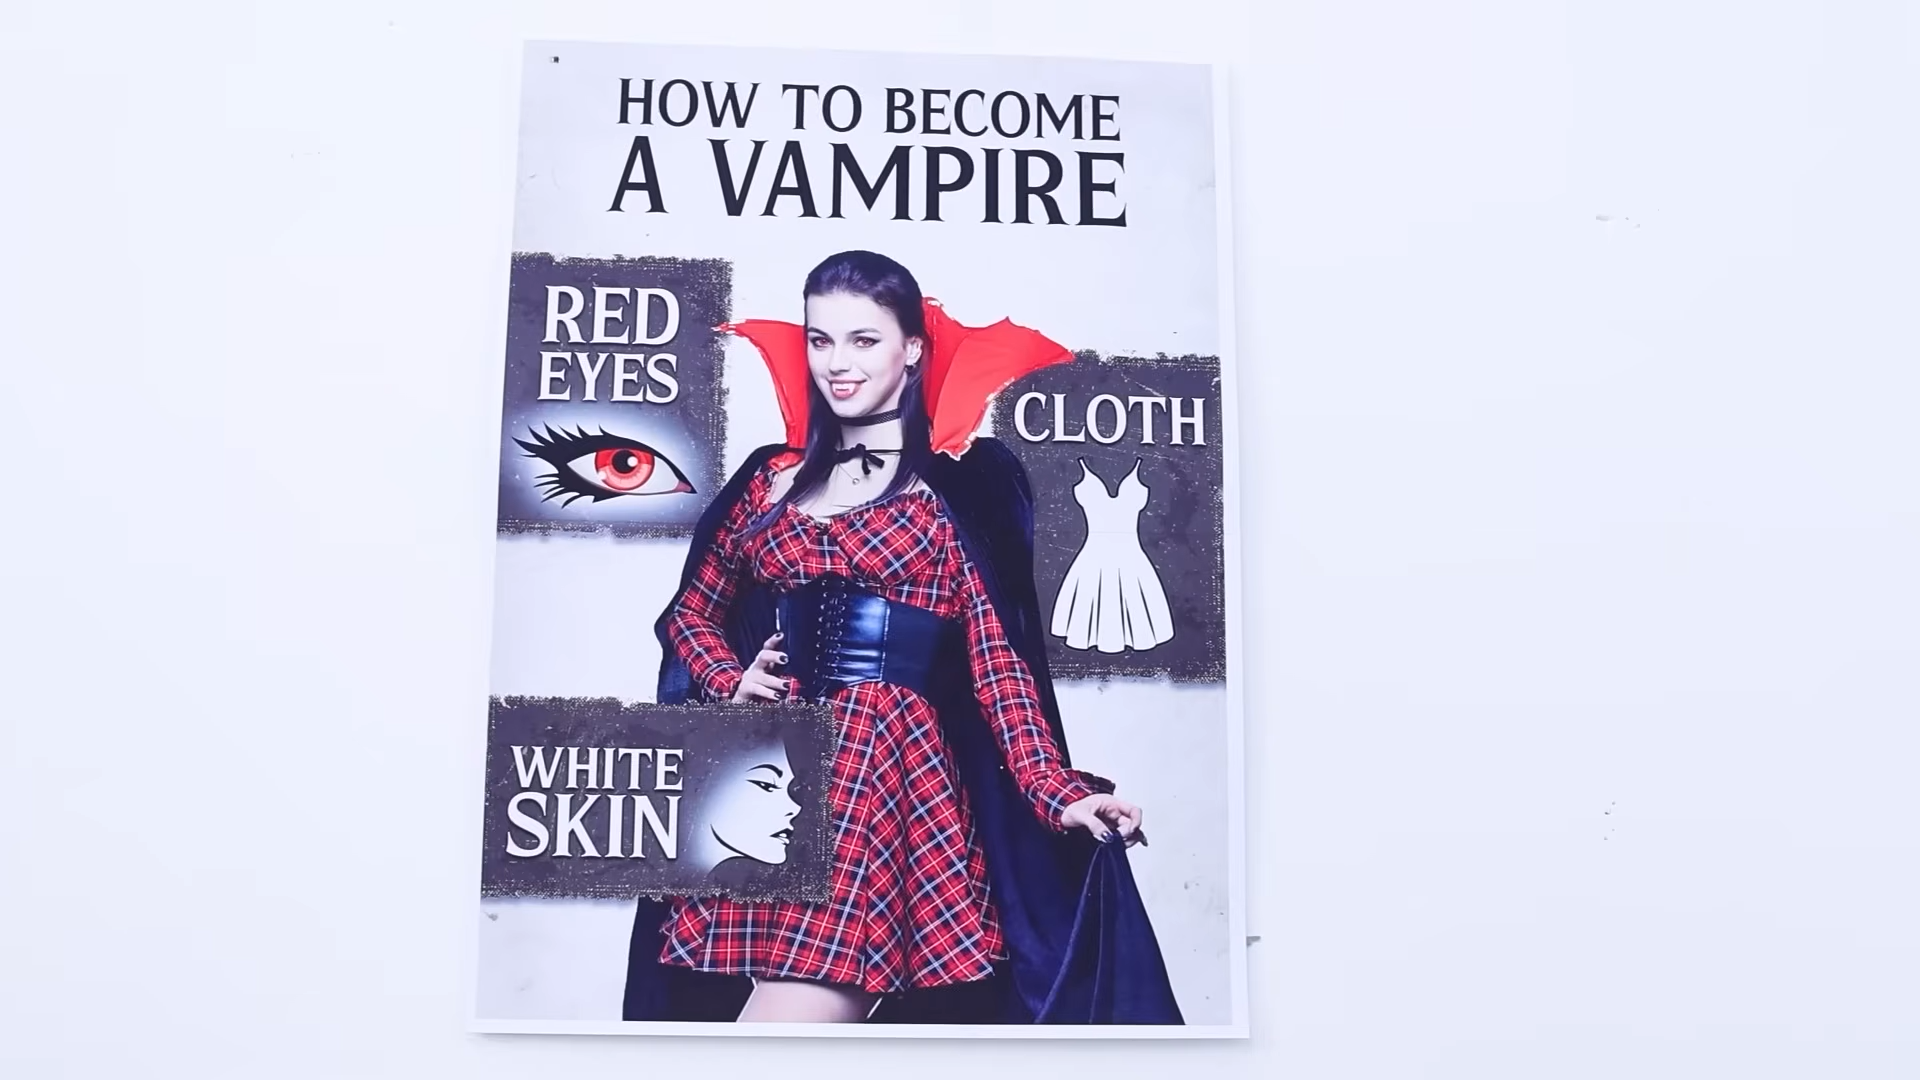 HOW TO BECOME
A VAMPIRE
RED
EYES
CLOTH
WHITE
SKIN